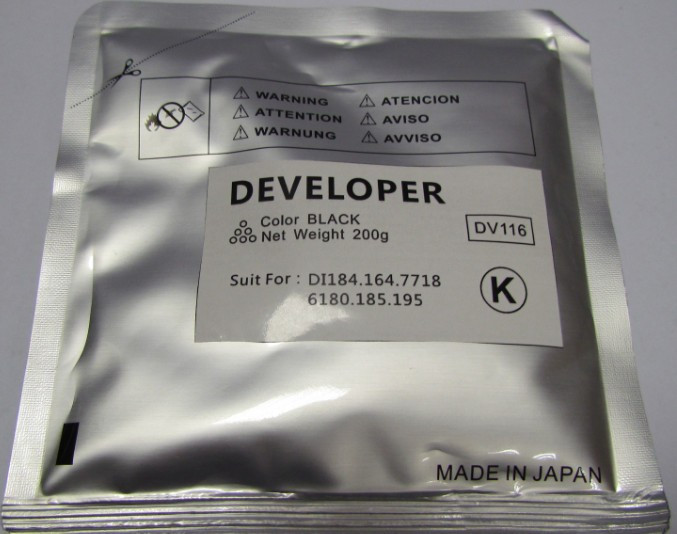 WARNING ATENCION
ATTENTION AVISO
WARNUNG AVVISO
DEVELOPER
Color BLACK
Net Weight 200g
DV116
Suit For : DI184.164.7718
6180.185.195
K
MADE IN JAPAN